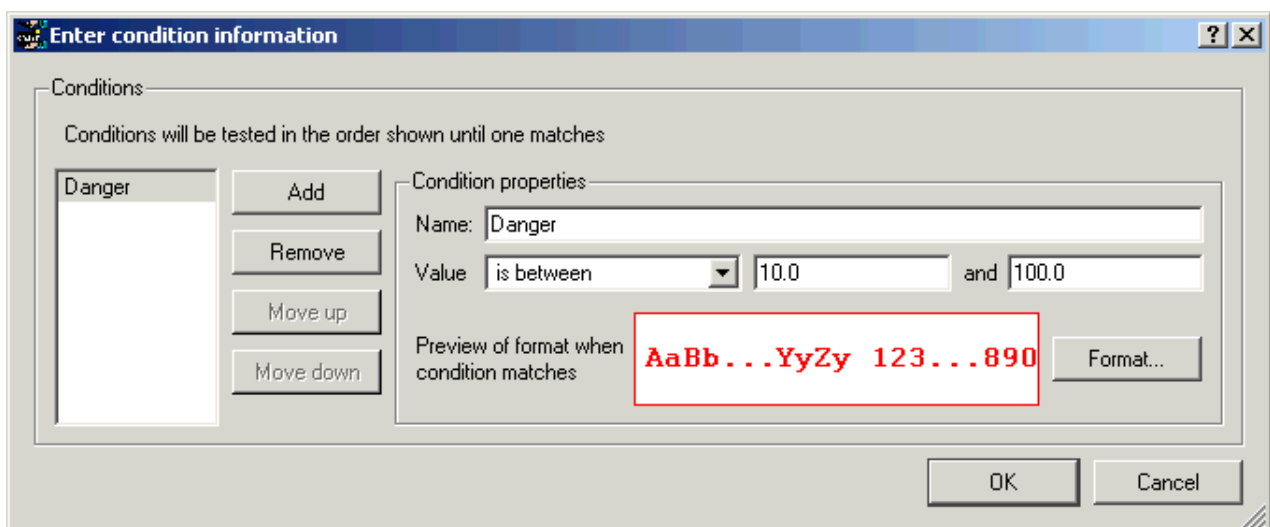 Enter condition information
Conditions
Conditions will be tested in the order shown until one matches
Danger
Add
Remove
Move up
Move down
Condition properties
Name: Danger
Value is between 10.0 and 100.0
Preview of format when
condition matches
AaBb...YyZy 123...890
Format...
OK Cancel